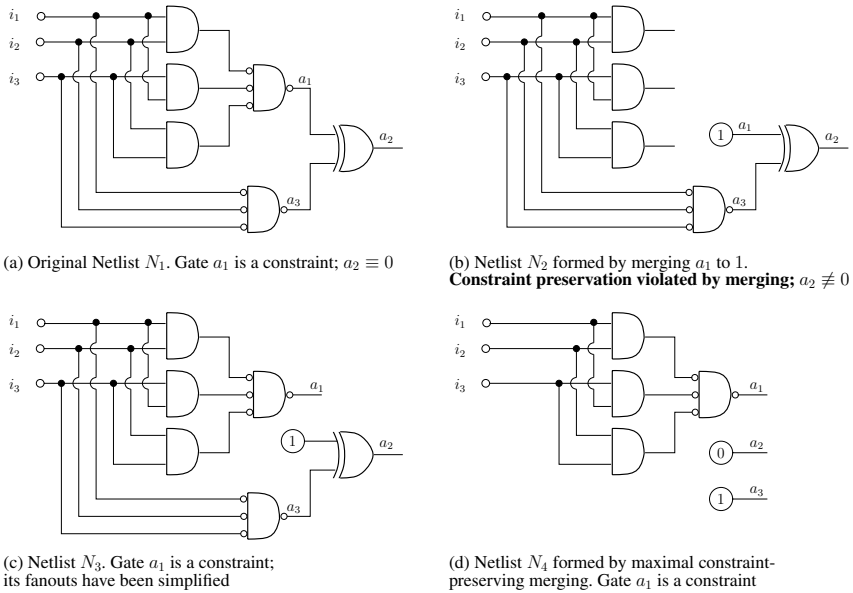 i1
i2
i3
a1
a2
a3
(a) Original Netlist N1. Gate a1 is a constraint; a2 ≡ 0
i1
i2
i3
1
a1
a2
a3
(b) Netlist N2 formed by merging a1 to 1.
Constraint preservation violated by merging; a2 ≢ 0
i1
i2
i3
a1
1
a2
a3
(c) Netlist N3. Gate a1 is a constraint;
its fanouts have been simplified
i1
i2
i3
a1
0
a2
1
a3
(d) Netlist N4 formed by maximal constraint-
preserving merging. Gate a1 is a constraint